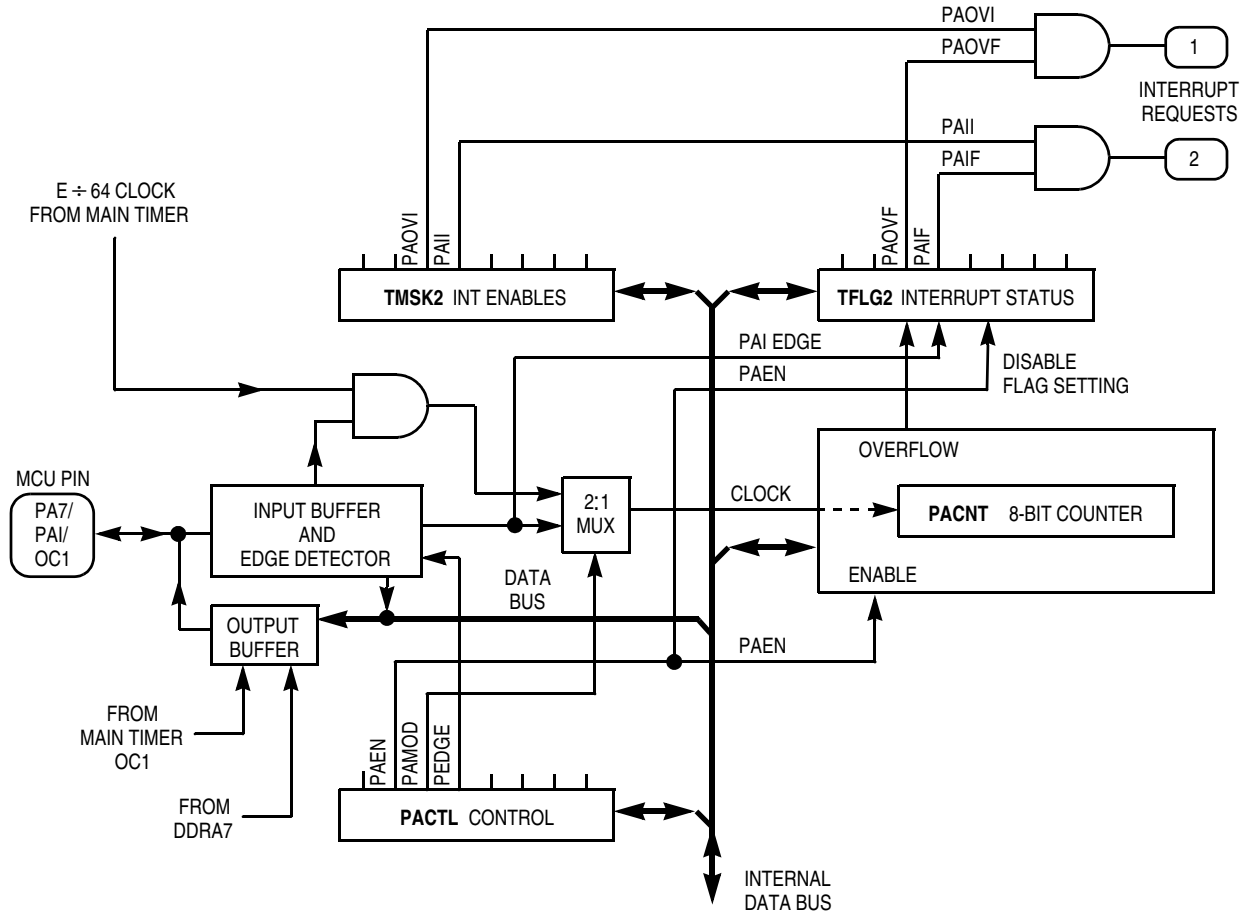 PAOVI
PAOVF
1
INTERRUPT
REQUESTS
PAII
PAIF
2
E ÷ 64 CLOCK
FROM MAIN TIMER
PAOVI
PAII
PAOVF
PAIF
TMSK2 INT ENABLES
TFLG2 INTERRUPT STATUS
PAI EDGE
PAEN
DISABLE
FLAG SETTING
OVERFLOW
MCU PIN
PA7/
PAI/
OC1
INPUT BUFFER
AND
EDGE DETECTOR
2:1
MUX
CLOCK
PACNT 8-BIT COUNTER
DATA
BUS
ENABLE
OUTPUT
BUFFER
PAEN
FROM
MAIN TIMER
OC1
PAEN
PAMOD
PEDGE
FROM
DDRA7
PACTL CONTROL
INTERNAL
DATA BUS